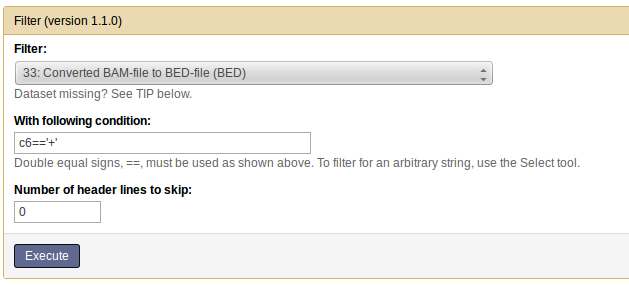 Filter (version 1.1.0)
Filter:
33: Converted BAM-file to BED-file (BED)
Dataset missing? See TIP below.
With following condition:
c6=='+'
Double equal signs, ==, must be used as shown above. To filter for an arbitrary string, use the Select tool.
Number of header lines to skip:
0
Execute